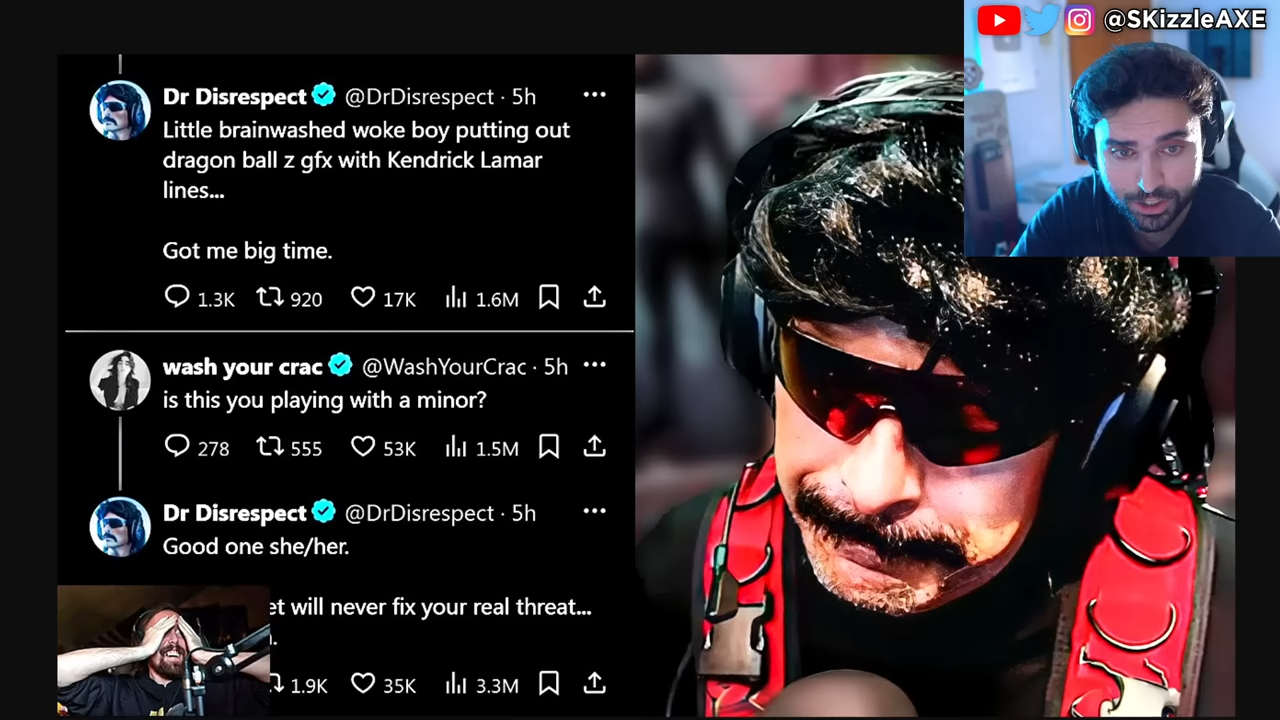 @SKizzleAXE
Dr Disrespect @DrDisrespect · 5h
Little brainwashed woke boy putting out
dragon ball z gfx with Kendrick Lamar
lines...
Got me big time.
1.3K 920 17K 1.6M
wash your crac @WashYourCrac · 5h
is this you playing with a minor?
278 555 53K 1.5M
Dr Disrespect @DrDisrespect · 5h
Good one she/her.
et will never fix your real threat...
1.9K 35K 3.3M